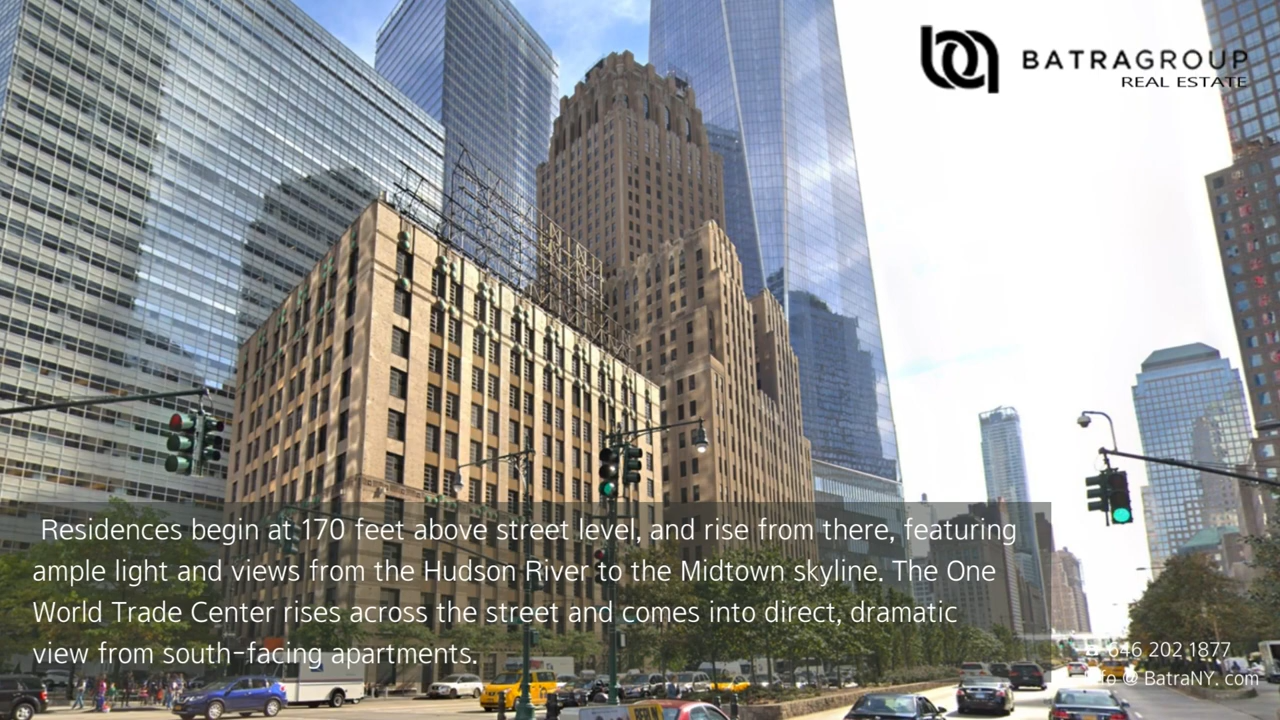 BATRAGROUP
REAL ESTATE
Residences begin at 170 feet above street level, and rise from there, featuring
ample light and views from the Hudson River to the Midtown skyline. The One
World Trade Center rises across the street and comes into direct, dramatic
view from south-facing apartments.
646 202 1877
@ BatraNY. com